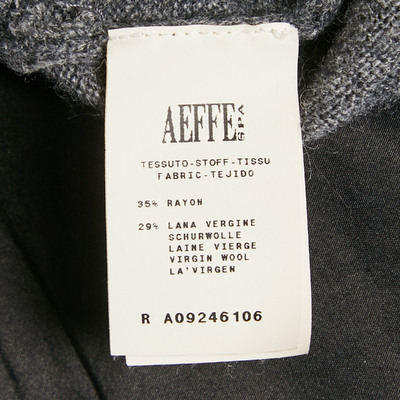 AEFFE SPA
TESSUTO-STOFF-TISSU
FABRIC-TEJIDO
35% RAYON
29% LANA VERGINE
SCHURWOLLE
LAINE VIERGE
VIRGIN WOOL
LA'VIRGEN
R A09246106